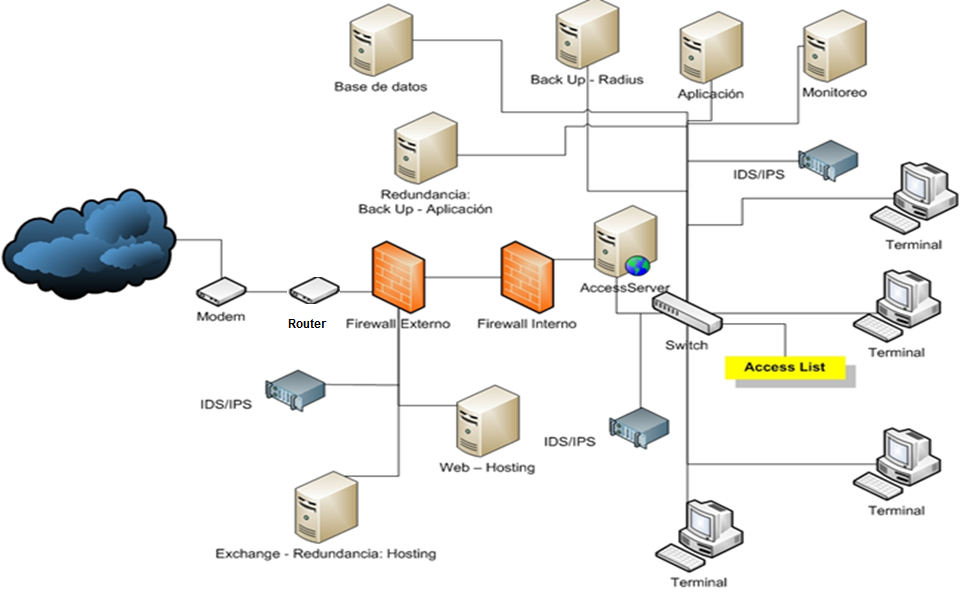 Base de datos
Back Up - Radius
Aplicación
Monitoreo
Redundancia:
Back Up - Aplicación
IDS/IPS
Terminal
AccessServer
Modem
Router
Firewall Externo
Firewall Interno
Switch
Terminal
Access List
IDS/IPS
IDS/IPS
Web – Hosting
Terminal
Exchange - Redundancia: Hosting
Terminal